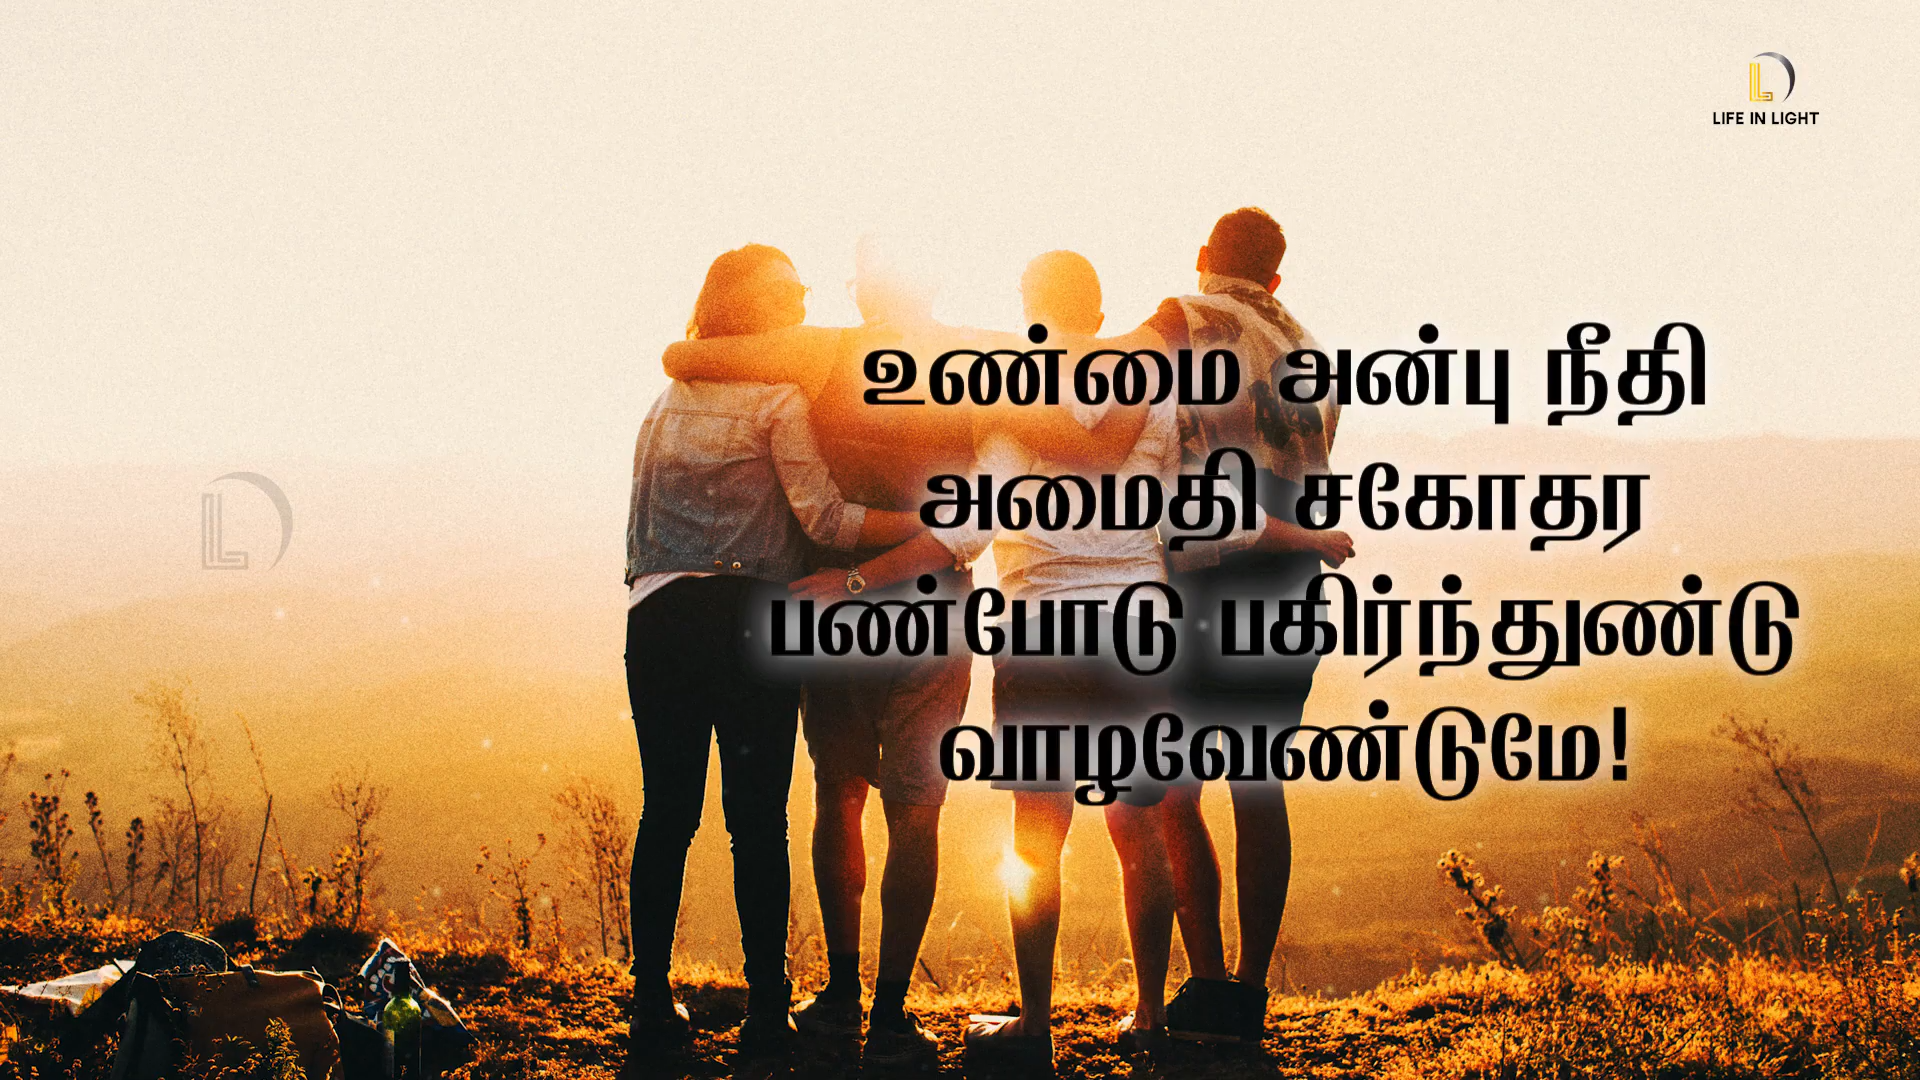 LIFE IN LIGHT
உண்மை அன்பு நீதி
அமைதி சகோதர
பண்போடு பகிர்ந்துண்டு
வாழவேண்டுமே!